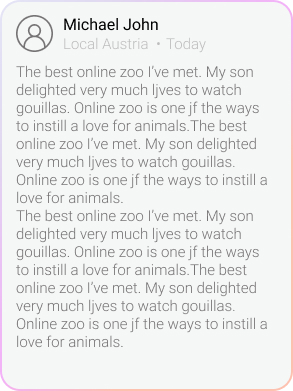 Michael John
Local Austria • Today
The best online zoo I've met. My son
delighted very much ljves to watch
gouillas. Online zoo is one jf the ways
to instill a love for animals.The best
online zoo I've met. My son delighted
very much ljves to watch gouillas.
Online zoo is one jf the ways to instill a
love for animals.
The best online zoo I've met. My son
delighted very much ljves to watch
gouillas. Online zoo is one jf the ways
to instill a love for animals.The best
online zoo I've met. My son delighted
very much ljves to watch gouillas.
Online zoo is one jf the ways to instill a
love for animals.